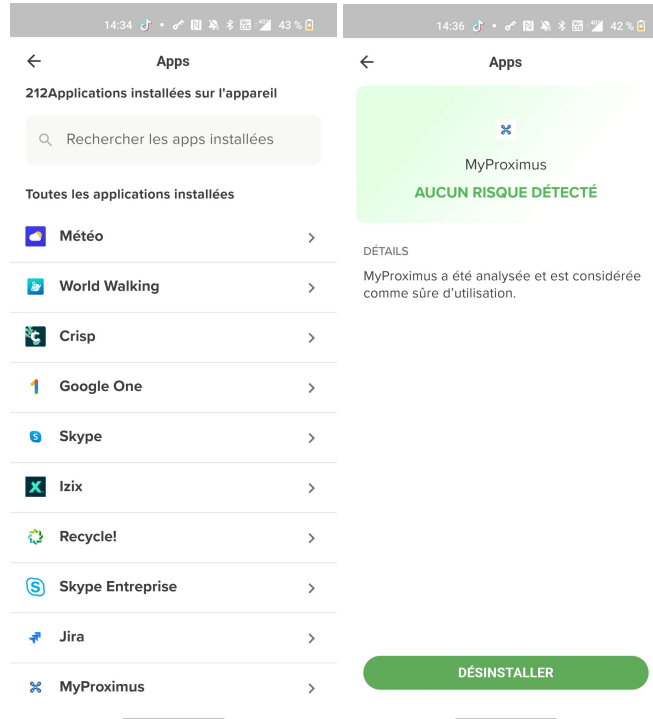 14:34 43 %
Apps
212Applications installées sur l'appareil
Rechercher les apps installées
Toutes les applications installées
Météo
World Walking
Crisp
Google One
Skype
Izix
Recycle!
Skype Entreprise
Jira
MyProximus
14:36 42 %
Apps
MyProximus
AUCUN RISQUE DÉTECTÉ
DÉTAILS
MyProximus a été analysée et est considérée
comme sûre d'utilisation.
DÉSINSTALLER